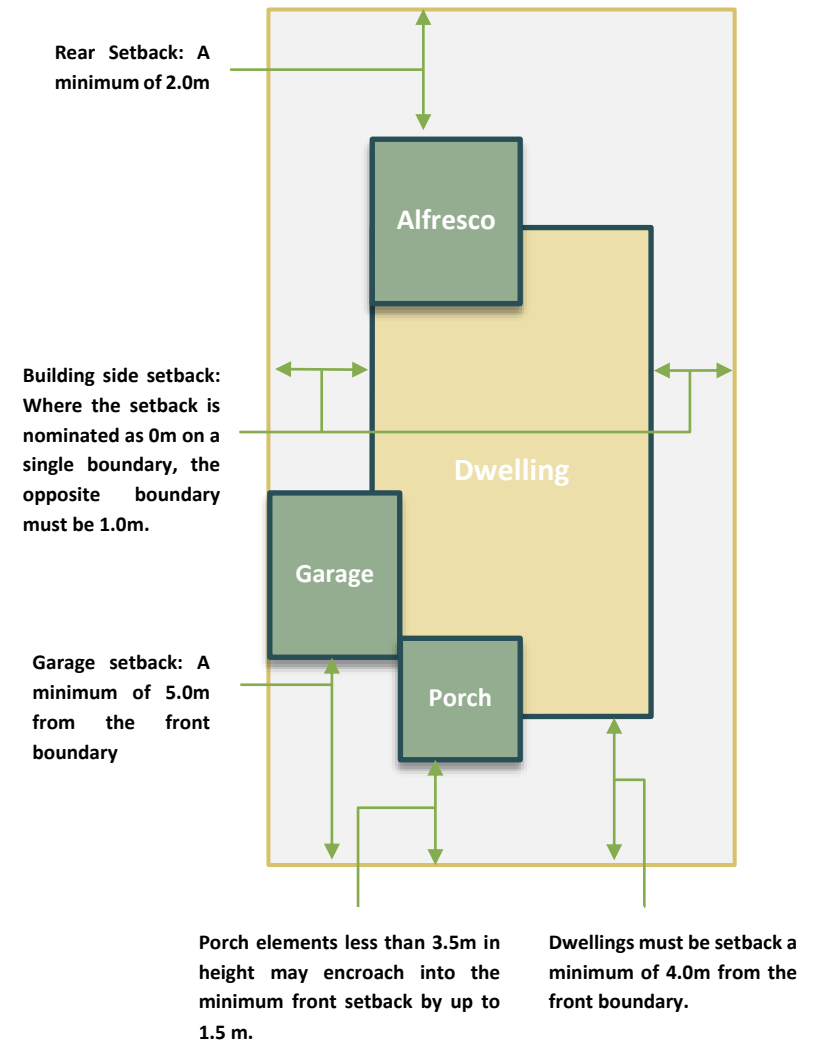 Rear Setback: A
minimum of 2.0m
Alfresco
Building side setback:
Where the setback is
nominated as 0m on a
single boundary, the
opposite boundary
must be 1.0m.
Dwelling
Garage
Garage setback: A
minimum of 5.0m
from the front
boundary
Porch
Porch elements less than 3.5m in
height may encroach into the
minimum front setback by up to
1.5 m.
Dwellings must be setback a
minimum of 4.0m from the
front boundary.